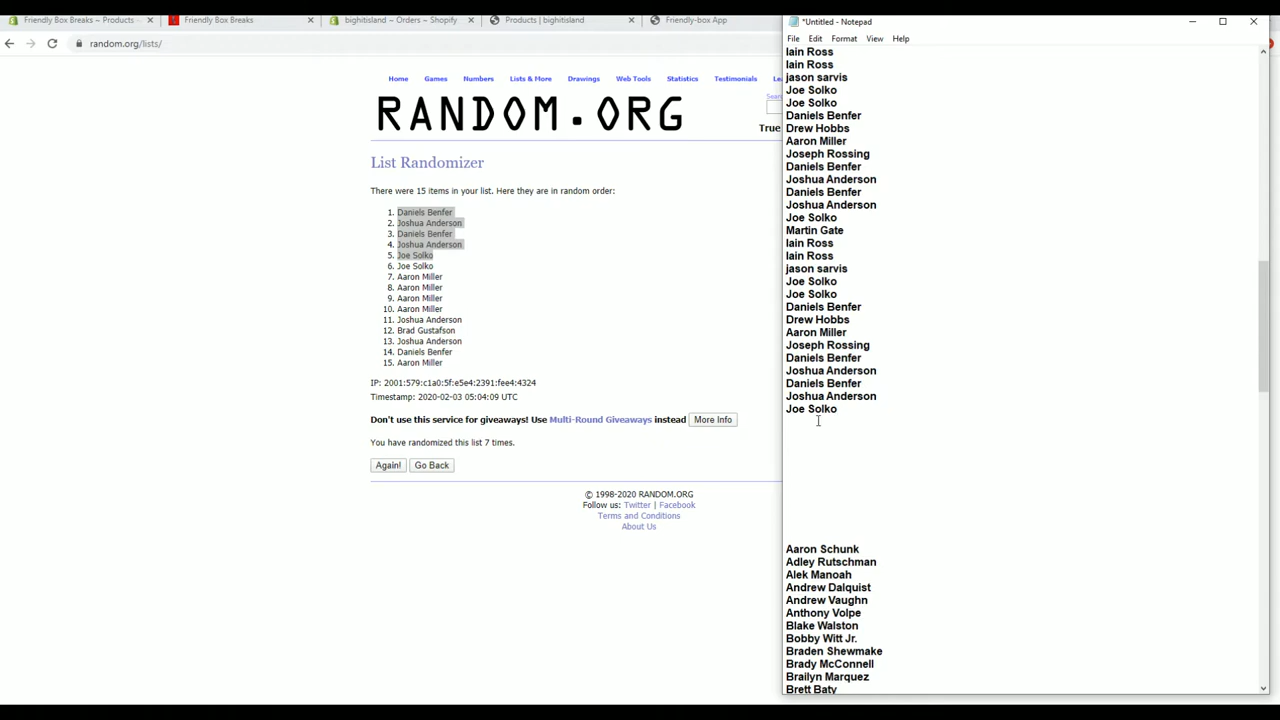 Friendly Box Breaks ~ Products ·
Friendly Box Breaks
bighitisland ~ Orders ~ Shopify
Products | bighitisland
Friendly-box App
*Untitled - Notepad
random.org/lists/
File Edit Format View Help
Home Games Numbers Lists & More Drawings Web Tools Statistics Testimonials
RANDOM.ORG
True
List Randomizer
There were 15 items in your list. Here they are in random order:
1. Daniels Benfer
2. Joshua Anderson
3. Daniels Benfer
4. Joshua Anderson
5. Joe Solko
6. Joe Solko
7. Aaron Miller
8. Aaron Miller
9. Aaron Miller
10. Aaron Miller
11. Joshua Anderson
12. Brad Gustafson
13. Joshua Anderson
14. Daniels Benfer
15. Aaron Miller
IP: 2001:579:c1a0:5f:e5e4:2391:fee4:4324
Timestamp: 2020-02-03 05:04:09 UTC
Don't use this service for giveaways! Use Multi-Round Giveaways instead More Info
You have randomized this list 7 times.
Again! Go Back
© 1998-2020 RANDOM.ORG
Follow us: Twitter | Facebook
Terms and Conditions
About Us
Iain Ross
Iain Ross
jason sarvis
Joe Solko
Joe Solko
Daniels Benfer
Drew Hobbs
Aaron Miller
Joseph Rossing
Daniels Benfer
Joshua Anderson
Daniels Benfer
Joshua Anderson
Joe Solko
Martin Gate
Iain Ross
Iain Ross
jason sarvis
Joe Solko
Joe Solko
Daniels Benfer
Drew Hobbs
Aaron Miller
Joseph Rossing
Daniels Benfer
Joshua Anderson
Daniels Benfer
Joshua Anderson
Joe Solko
Aaron Schunk
Adley Rutschman
Alek Manoah
Andrew Dalquist
Andrew Vaughn
Anthony Volpe
Blake Walston
Bobby Witt Jr.
Braden Shewmake
Brady McConnell
Brailyn Marquez
Brett Baty